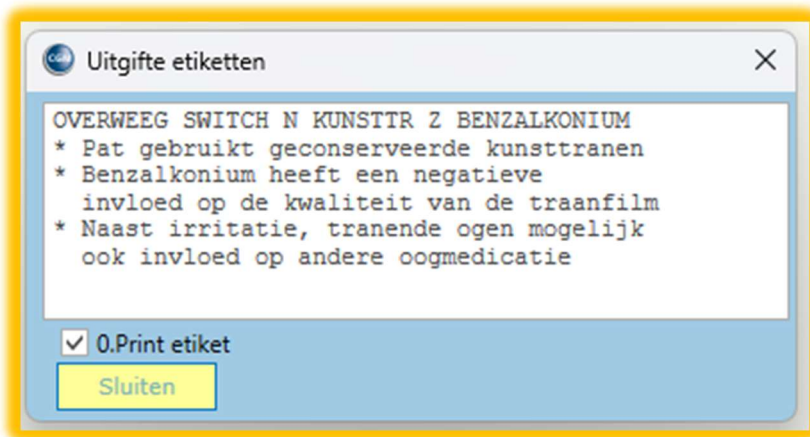 CGM
Uitgifte etiketten
OVERWEEG SWITCH N KUNSTTR Z BENZALKONIUM
* Pat gebruikt geconserveerde kunsttranen
* Benzalkonium heeft een negatieve
invloed op de kwaliteit van de traanfilm
* Naast irritatie, tranende ogen mogelijk
ook invloed op andere oogmedicatie
0.Print etiket
Sluiten